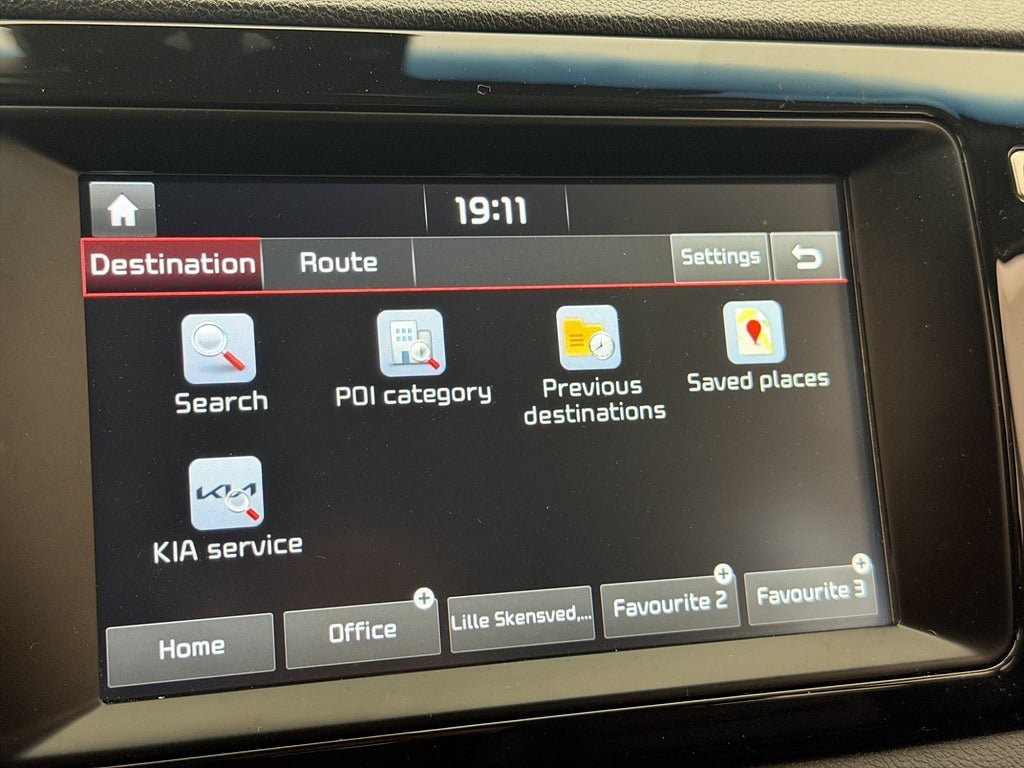 19:11
Destination Route Settings
Search POI category Previous destinations Saved places
KIA
KIA service
Home Office Lille Skensved,... Favourite 2 Favourite 3